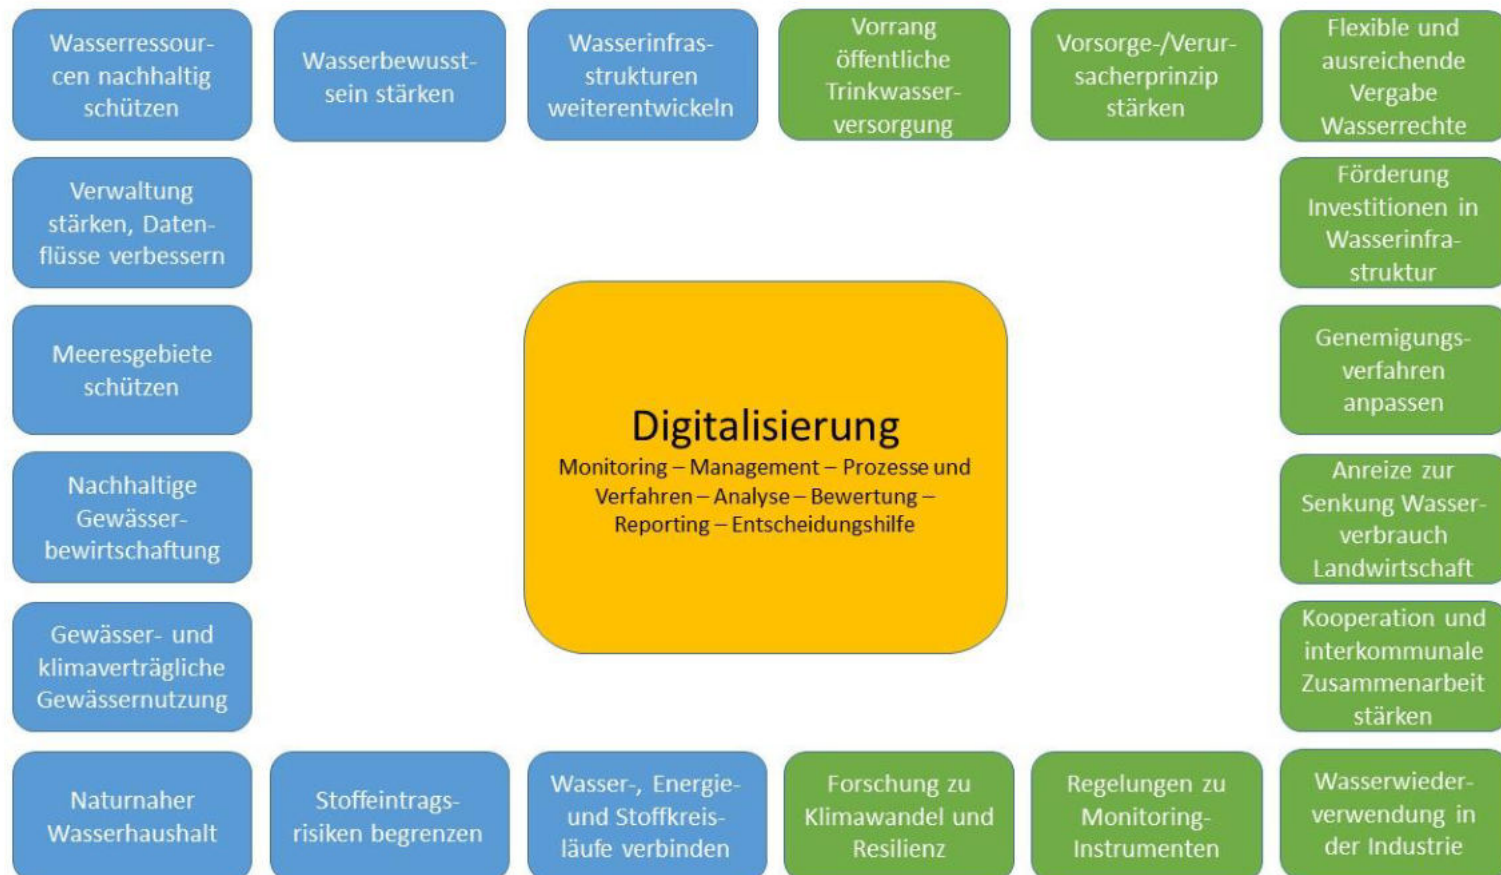 Wasserressour-
cen nachhaltig
schützen
Wasserbewusst-
sein stärken
Wasserinfras-
strukturen
weiterentwickeln
Vorrang
öffentliche
Trinkwasser-
versorgung
Vorsorge-/Verur-
sacherprinzip
stärken
Flexible und
ausreichende
Vergabe
Wasserrechte
Verwaltung
stärken, Daten-
flüsse verbessern
Förderung
Investitionen in
Wasserinfra-
struktur
Meeresgebiete
schützen
Genemigungs-
verfahren
anpassen
Digitalisierung
Monitoring – Management – Prozesse und
Verfahren – Analyse – Bewertung –
Reporting – Entscheidungshilfe
Nachhaltige
Gewässer-
bewirtschaftung
Anreize zur
Senkung Wasser-
verbrauch
Landwirtschaft
Gewässer- und
klimaverträgliche
Gewässernutzung
Kooperation und
interkommunale
Zusammenarbeit
stärken
Naturnaher
Wasserhaushalt
Stoffeintrags-
risiken begrenzen
Wasser-, Energie-
und Stoffkreis-
läufe verbinden
Forschung zu
Klimawandel und
Resilienz
Regelungen zu
Monitoring-
Instrumenten
Wasserwieder-
verwendung in
der Industrie